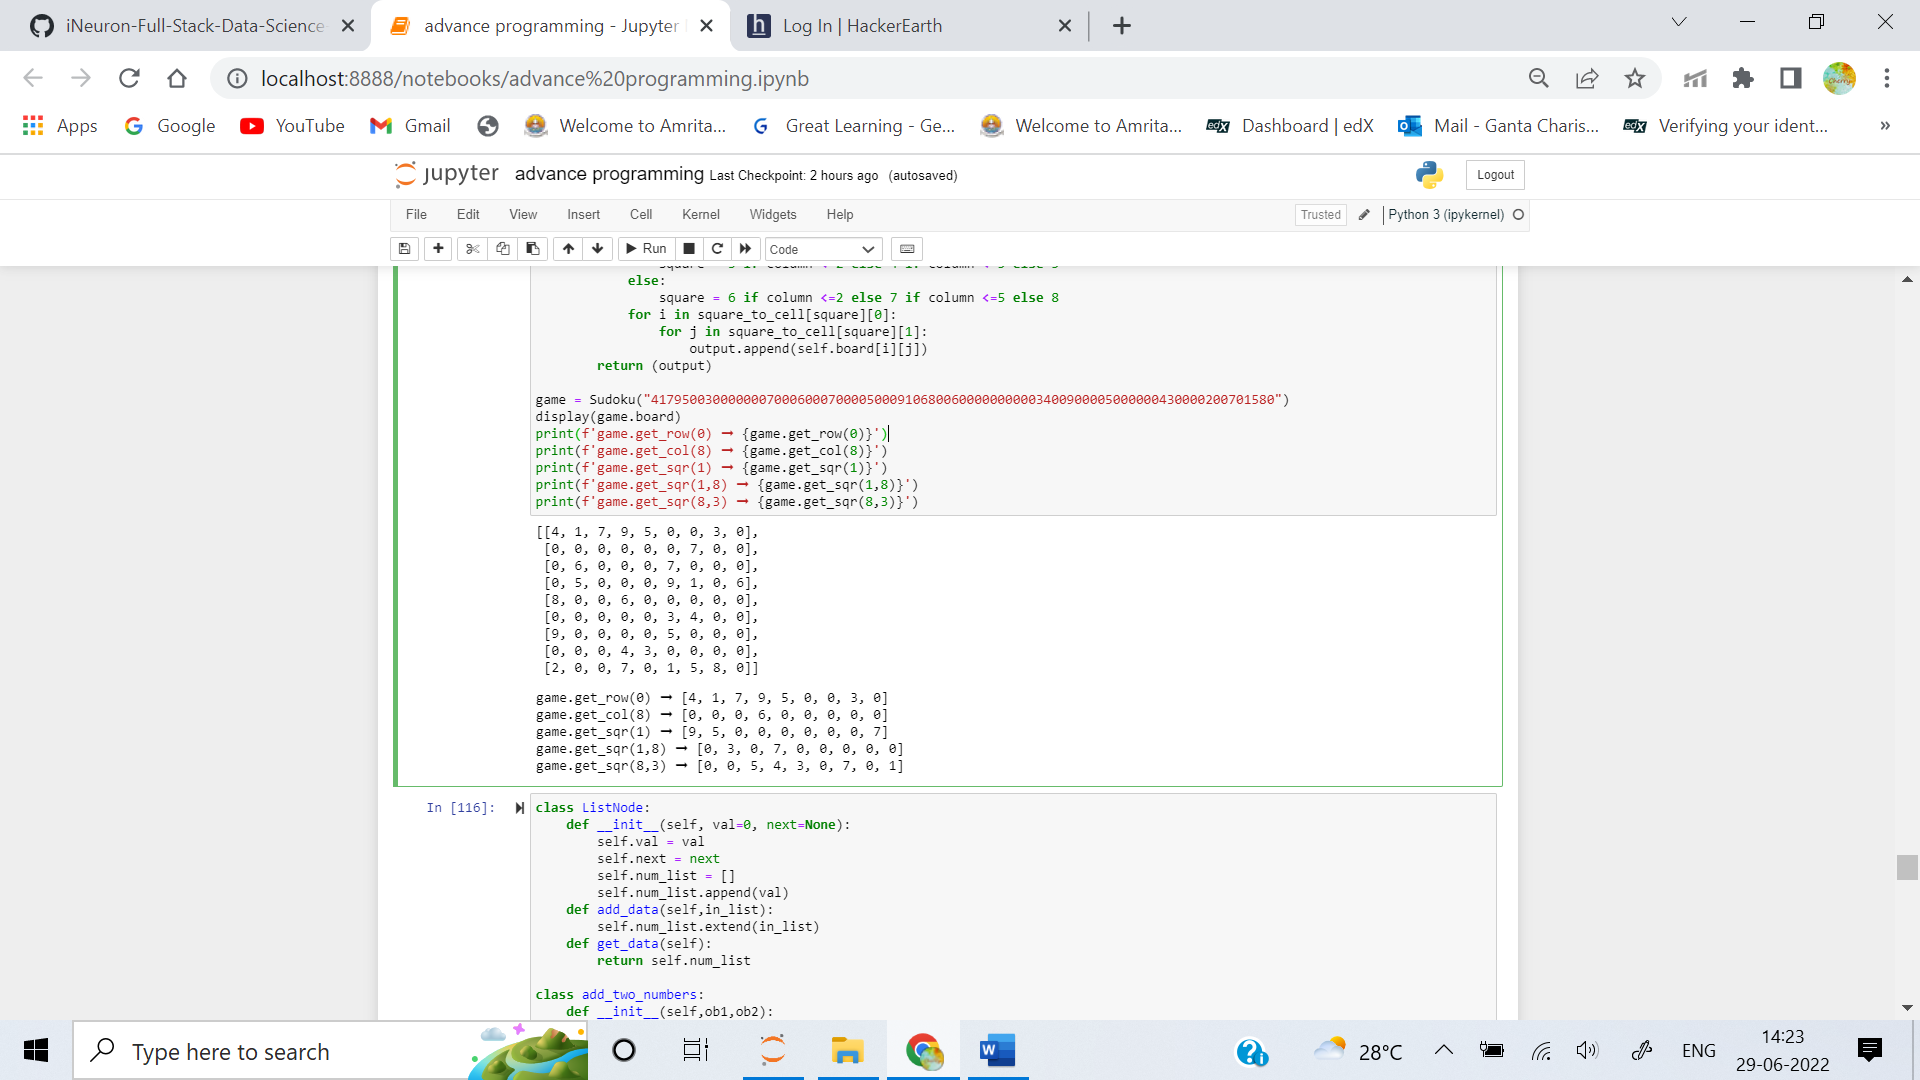 iNeuron-Full-Stack-Data-Science
advance programming - Jupyter
Log In | HackerEarth
localhost:8888/notebooks/advance%20programming.ipynb
Apps
Google
YouTube
Gmail
Welcome to Amrita...
Great Learning - Ge...
Welcome to Amrita...
Dashboard | edX
Mail - Ganta Charis...
Verifying your ident...
»
jupyter advance programming Last Checkpoint: 2 hours ago (autosaved)
Logout
File Edit View Insert Cell Kernel Widgets Help
Trusted
Python 3 (ipykernel)
Run
Code
else:
square = 6 if column <=2 else 7 if column <=5 else 8
for i in square_to_cell[square][0]:
for j in square_to_cell[square][1]:
output.append(self.board[i][j])
return (output)
game = Sudoku("417950030000000700060007000050009106800600000000003400900005000000430000200701580")
display(game.board)
print(f'game.get_row(0) ➞ {game.get_row(0)}')
print(f'game.get_col(8) ➞ {game.get_col(8)}')
print(f'game.get_sqr(1) ➞ {game.get_sqr(1)}')
print(f'game.get_sqr(1,8) ➞ {game.get_sqr(1,8)}')
print(f'game.get_sqr(8,3) ➞ {game.get_sqr(8,3)}')
[[4, 1, 7, 9, 5, 0, 0, 3, 0],
[0, 0, 0, 0, 0, 0, 7, 0, 0],
[0, 6, 0, 0, 0, 7, 0, 0, 0],
[0, 5, 0, 0, 0, 9, 1, 0, 6],
[8, 0, 0, 6, 0, 0, 0, 0, 0],
[0, 0, 0, 0, 0, 3, 4, 0, 0],
[9, 0, 0, 0, 0, 5, 0, 0, 0],
[0, 0, 0, 4, 3, 0, 0, 0, 0],
[2, 0, 0, 7, 0, 1, 5, 8, 0]]
game.get_row(0) ➞ [4, 1, 7, 9, 5, 0, 0, 3, 0]
game.get_col(8) ➞ [0, 0, 0, 6, 0, 0, 0, 0, 0]
game.get_sqr(1) ➞ [9, 5, 0, 0, 0, 0, 0, 0, 7]
game.get_sqr(1,8) ➞ [0, 3, 0, 7, 0, 0, 0, 0, 0]
game.get_sqr(8,3) ➞ [0, 0, 5, 4, 3, 0, 7, 0, 1]
In [116]:
class ListNode:
def __init__(self, val=0, next=None):
self.val = val
self.next = next
self.num_list = []
self.num_list.append(val)
def add_data(self,in_list):
self.num_list.extend(in_list)
def get_data(self):
return self.num_list
class add_two_numbers:
def __init__(self,ob1,ob2):
Type here to search
28°C
ENG
14:23
29-06-2022